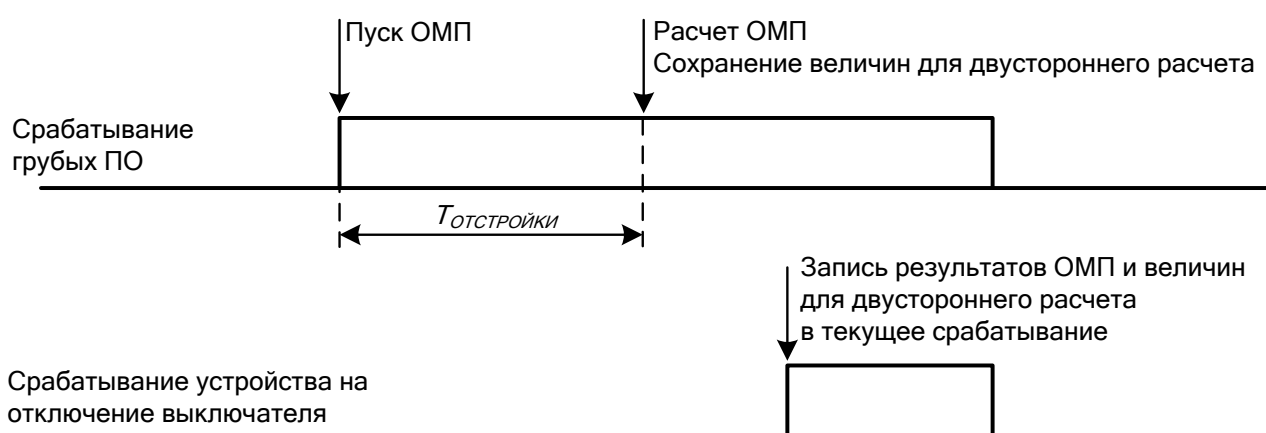 Пуск ОМП
Расчет ОМП
Сохранение величин для двустороннего расчета
Срабатывание
грубых ПО
TОТСТРОЙКИ
Запись результатов ОМП и величин
для двустороннего расчета
в текущее срабатывание
Срабатывание устройства на
отключение выключателя